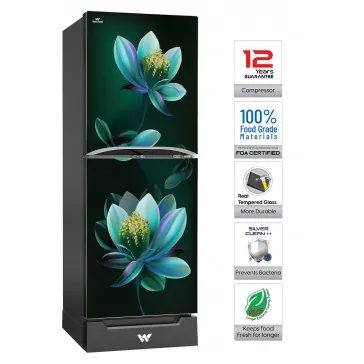 12
Years
GUARANTEE
Compressor
100%
Food Grade
Materials
FDA CERTIFIED
Real
Tempered Glass
More Durable
SILVER
CLEAN ++
Prevents Bacteria
Keeps food
Fresh for longer